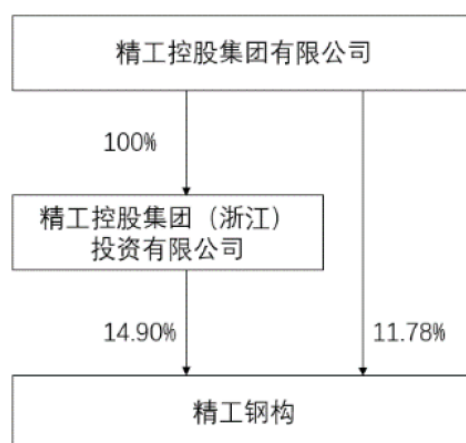 精工控股集团有限公司
100%
精工控股集团（浙江）
投资有限公司
14.90%
11.78%
精工钢构